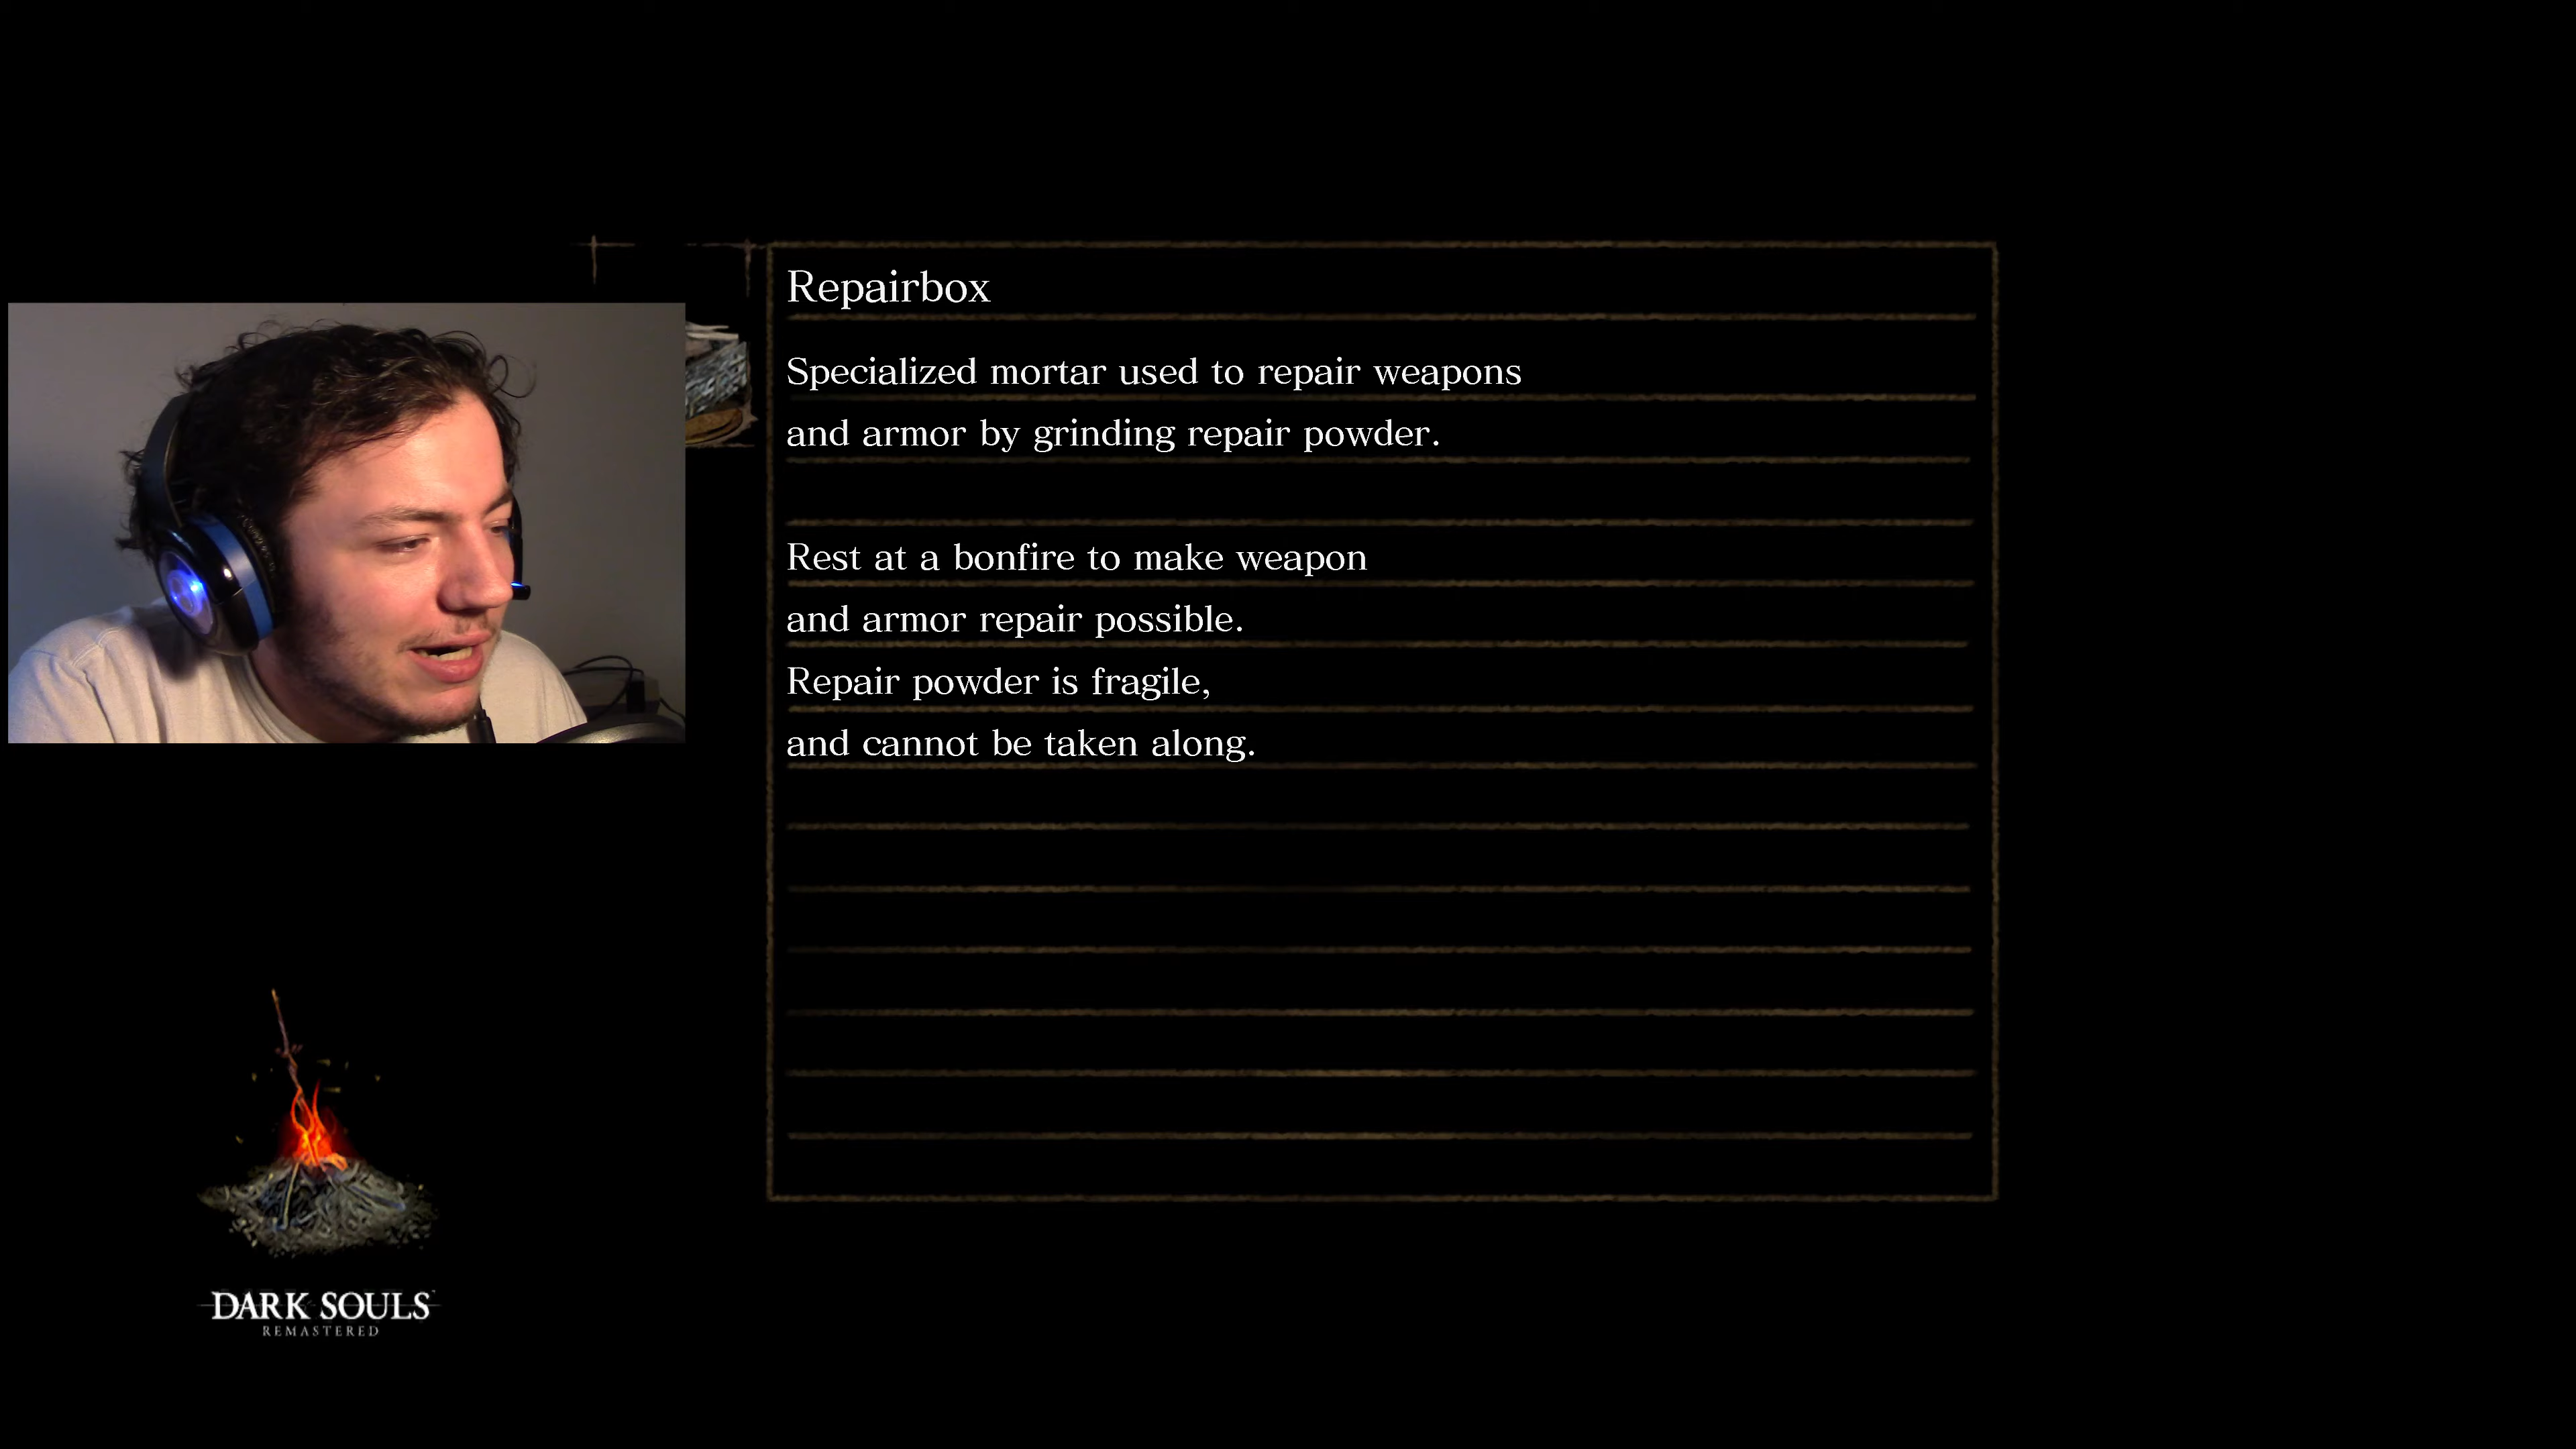 Repairbox
Specialized mortar used to repair weapons
and armor by grinding repair powder.
Rest at a bonfire to make weapon
and armor repair possible.
Repair powder is fragile,
and cannot be taken along.
DARK SOULS
REMASTERED